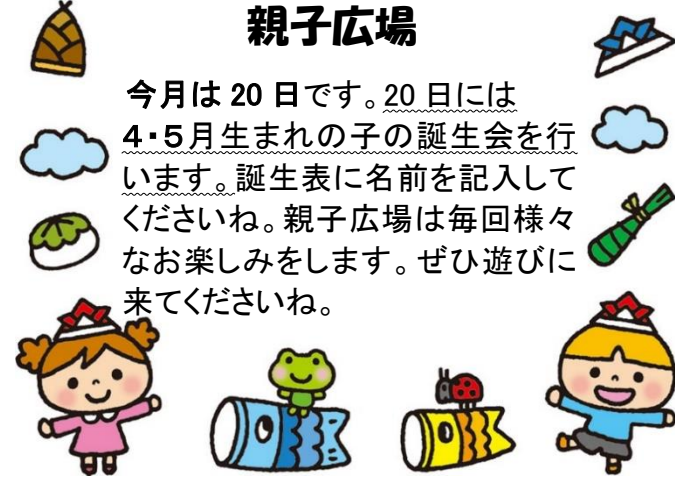 親子広場
今月は 20 日です。20 日には
４・５月生まれの子の誕生会を行
います。誕生表に名前を記入して
くださいね。親子広場は毎回様々
なお楽しみをします。ぜひ遊びに
来てくださいね。